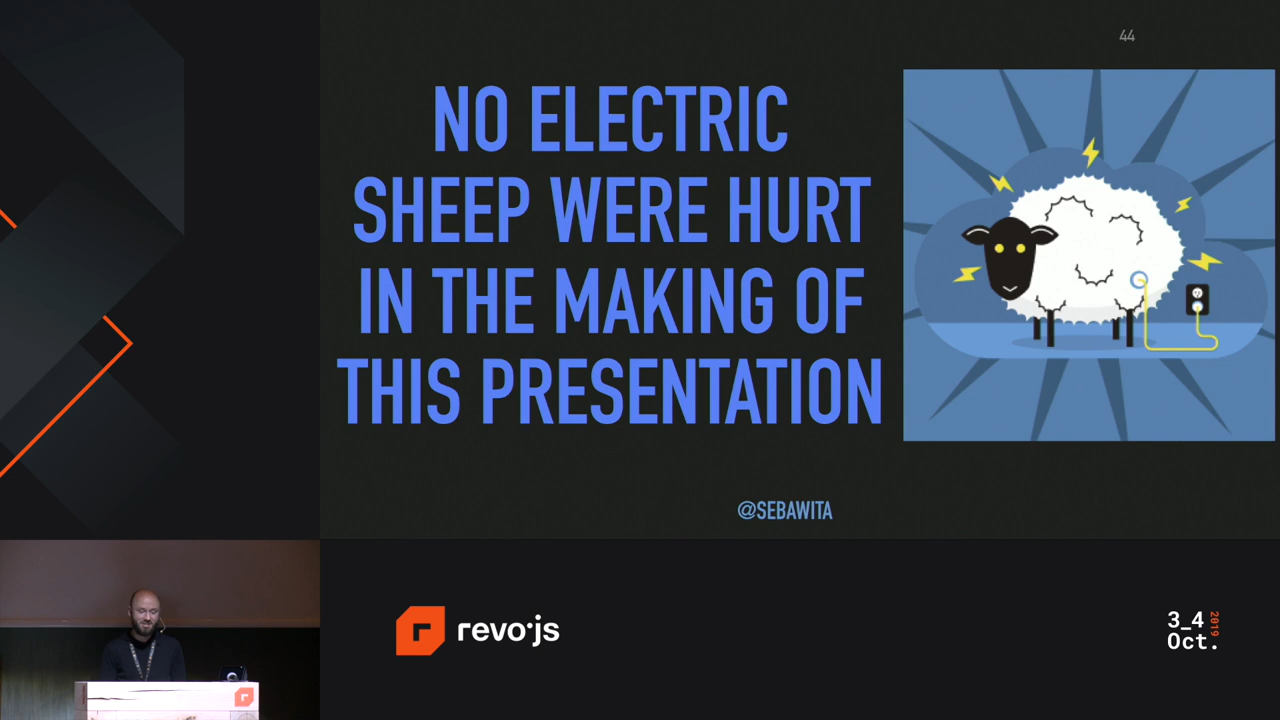 44
NO ELECTRIC
SHEEP WERE HURT
IN THE MAKING OF
THIS PRESENTATION
@SEBAWITA
revo·js
3_4
Oct.
2019